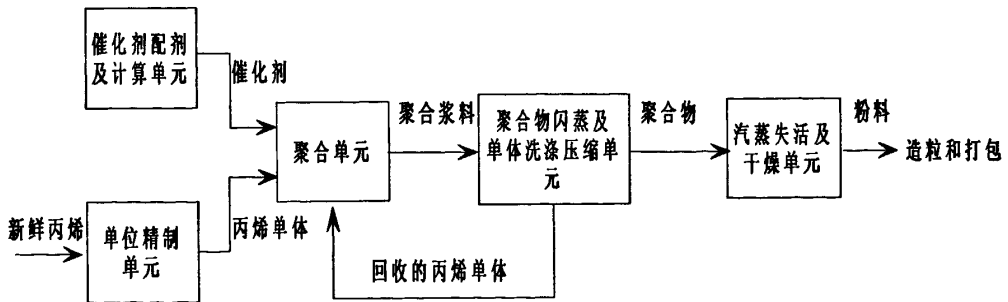 催化剂配剂
及计算单元
催化剂
聚合单元
聚合浆料
聚合物闪蒸及
单体洗涤压缩单
元
聚合物
汽蒸失活及
干燥单元
粉料
造粒和打包
新鲜丙烯
单位精制
单元
丙烯单体
回收的丙烯单体